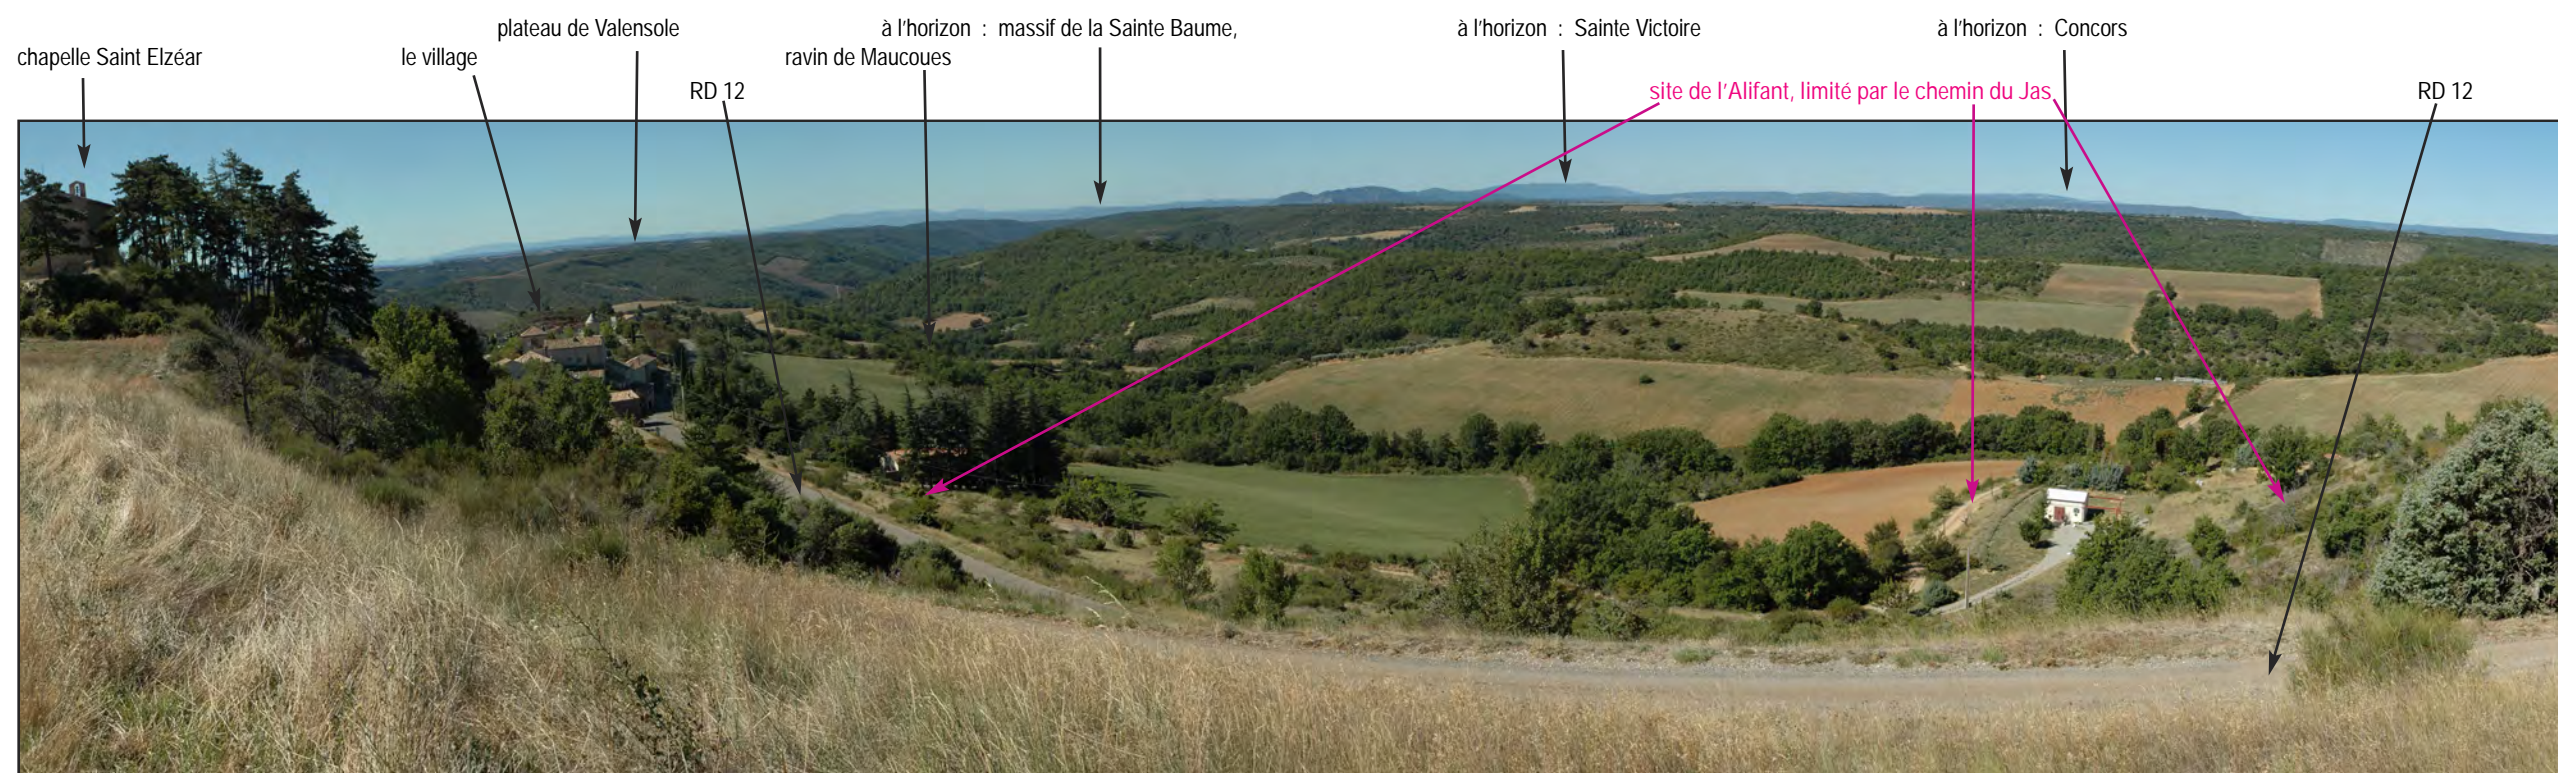 plateau de Valensole
à l'horizon : massif de la Sainte Baume,
à l'horizon : Sainte Victoire
à l'horizon : Concors
chapelle Saint Elzéar
le village
ravin de Maucoues
RD 12
site de l'Alifant, limité par le chemin du Jas
RD 12